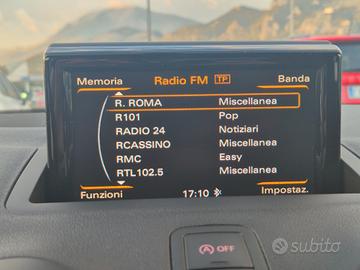 Memoria Radio FM TP Banda
R. ROMA Miscellanea
R101 Pop
RADIO 24 Notiziari
RCASSINO Miscellanea
RMC Easy
RTL102.5 Miscellanea
Funzioni 17:10 Impostaz.
A OFF
subito